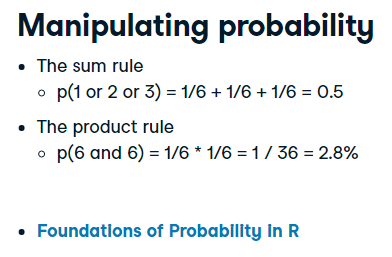 Manipulating probability
• The sum rule
○ p(1 or 2 or 3) = 1/6 + 1/6 + 1/6 = 0.5
• The product rule
○ p(6 and 6) = 1/6 * 1/6 = 1 / 36 = 2.8%
• Foundations of Probability in R